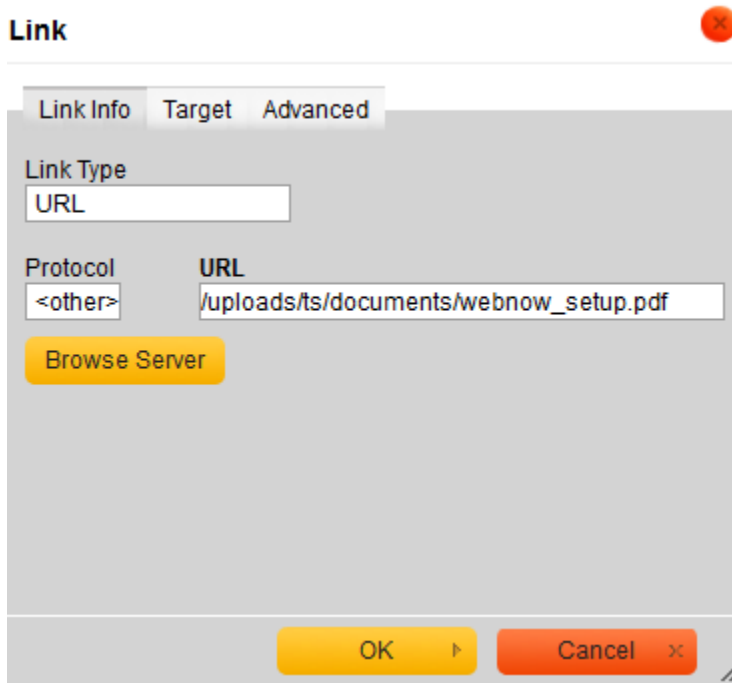 Link
Link Info Target Advanced
Link Type
URL
Protocol URL
<other> /uploads/ts/documents/webnow_setup.pdf
Browse Server
OK Cancel